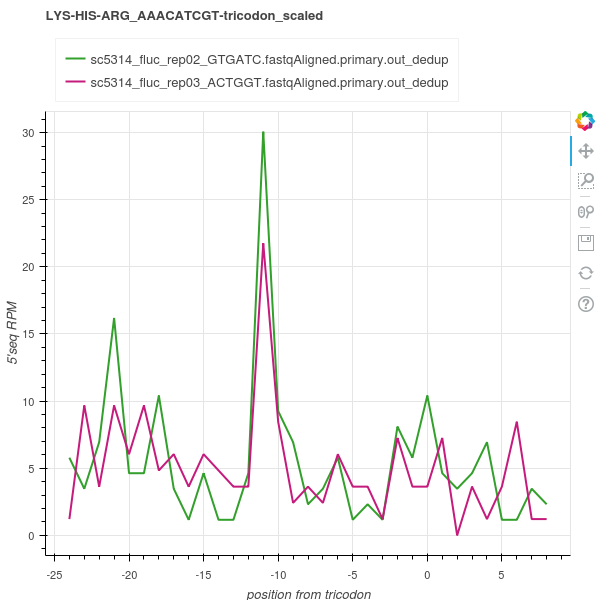 LYS-HIS-ARG_AAACATCGT-tricodon_scaled
sc5314_fluc_rep02_GTGATC.fastqAligned.primary.out_dedup
sc5314_fluc_rep03_ACTGGT.fastqAligned.primary.out_dedup
30
25
20
15
10
5
0
5'seq RPM
-25 -20 -15 -10 -5 0 5
position from tricodon